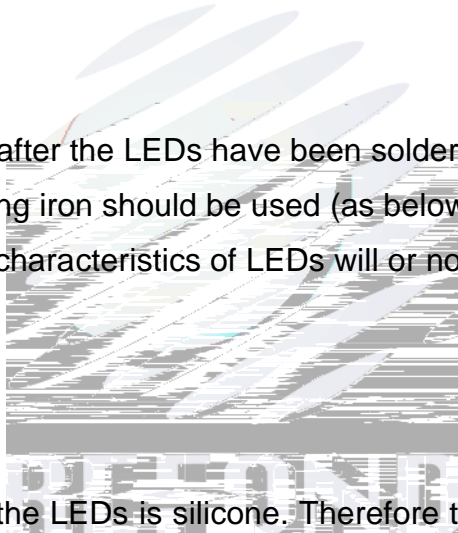 after the LEDs have been solder
ng iron should be used (as below
characteristics of LEDs will or no
the LEDs is silicone. Therefore t